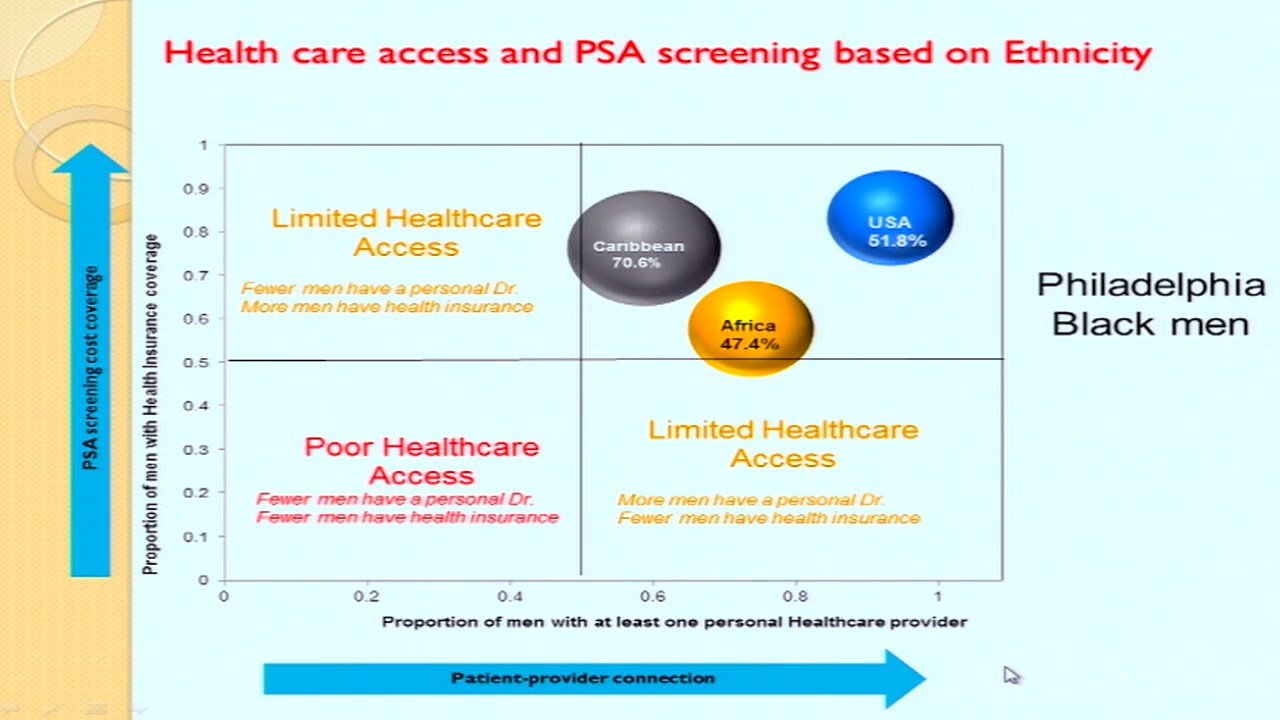 Health care access and PSA screening based on Ethnicity
PSA screening cost coverage
Proportion of men with Health Insurance coverage
1
0.9
0.8
0.7
0.6
0.5
0.4
0.3
0.2
0.1
0
Limited Healthcare
Access
Fewer men have a personal Dr.
More men have health insurance
Caribbean
70.6%
USA
51.8%
Africa
47.4%
Philadelphia
Black men
Poor Healthcare
Access
Fewer men have a personal Dr.
Fewer men have health insurance
Limited Healthcare
Access
More men have a personal Dr.
Fewer men have health insurance
0 0.2 0.4 0.6 0.8 1
Proportion of men with at least one personal Healthcare provider
Patient-provider connection